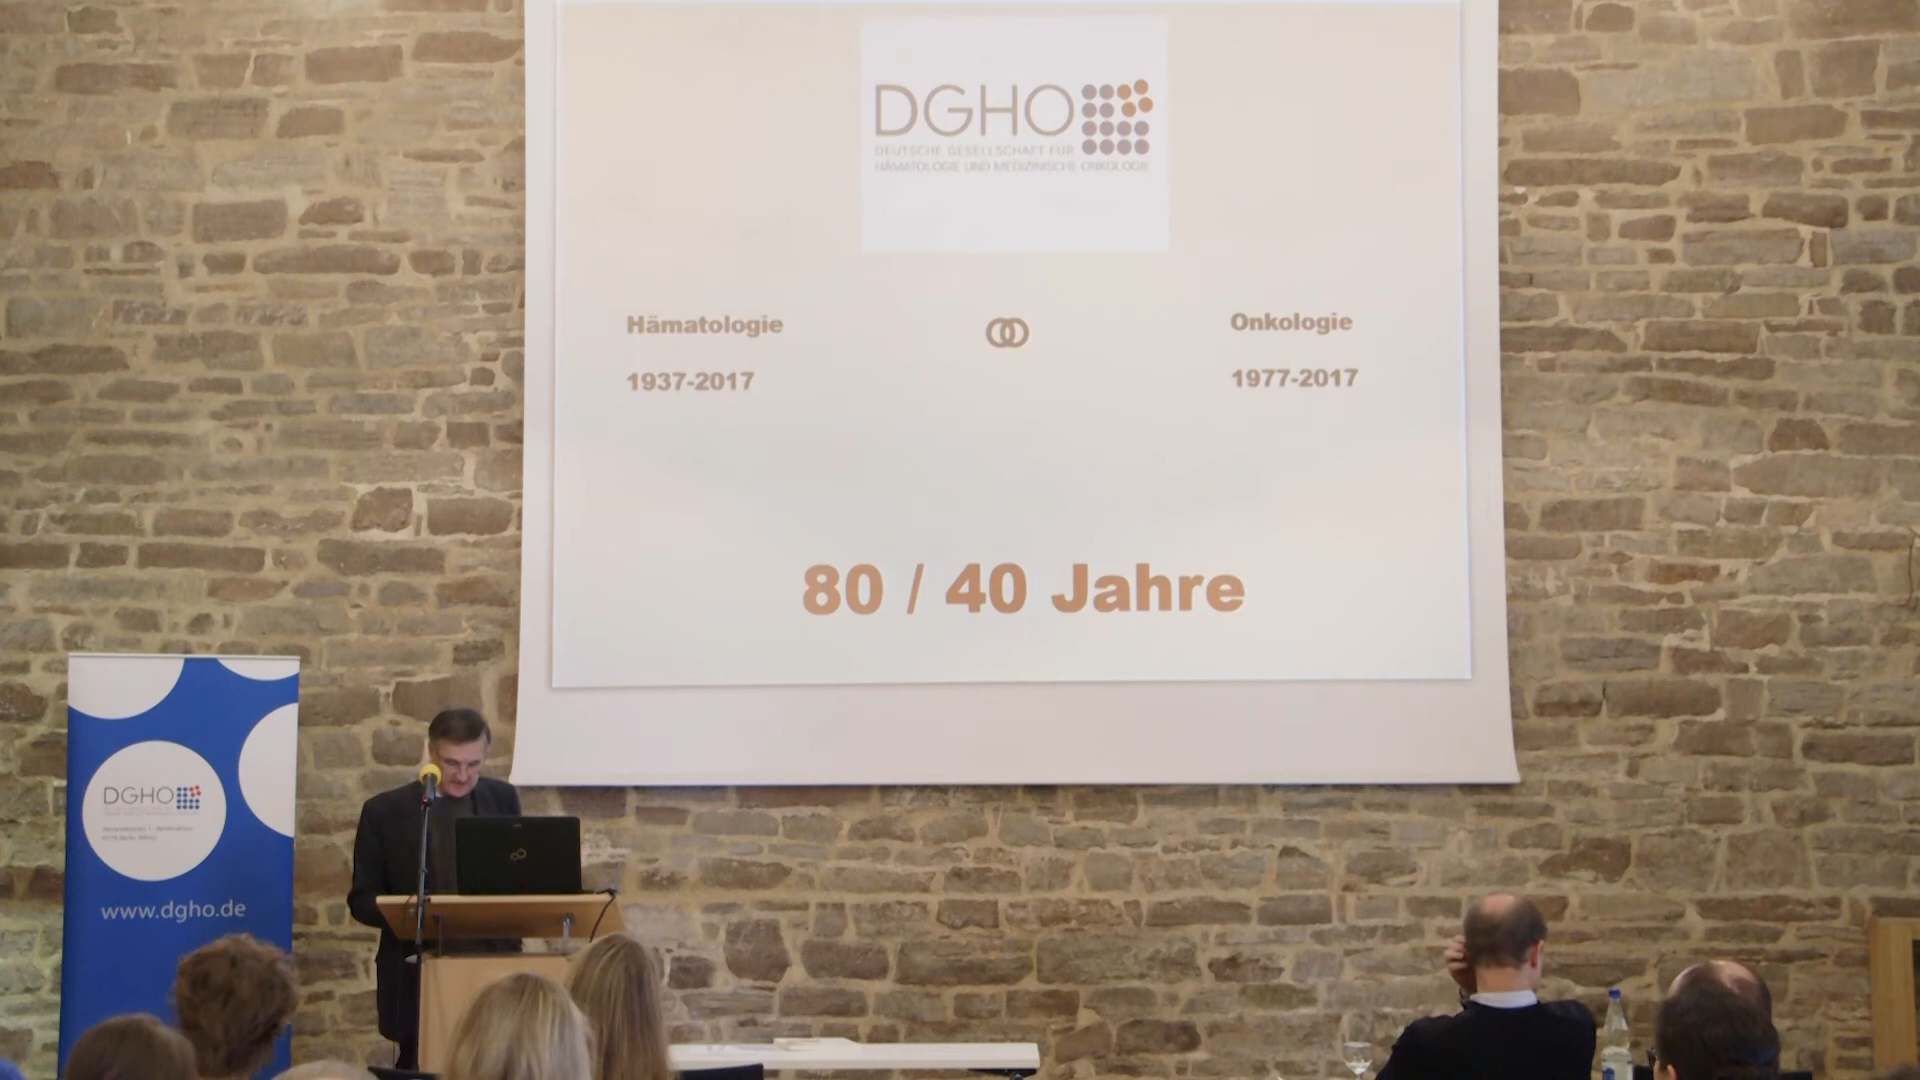 DGHO
DEUTSCHE GESELLSCHAFT FÜR
HÄMATOLOGIE UND MEDIZINISCHE ONKOLOGIE
Hämatologie
Onkologie
1937-2017
1977-2017
80 / 40 Jahre
DGHO
www.dgho.de